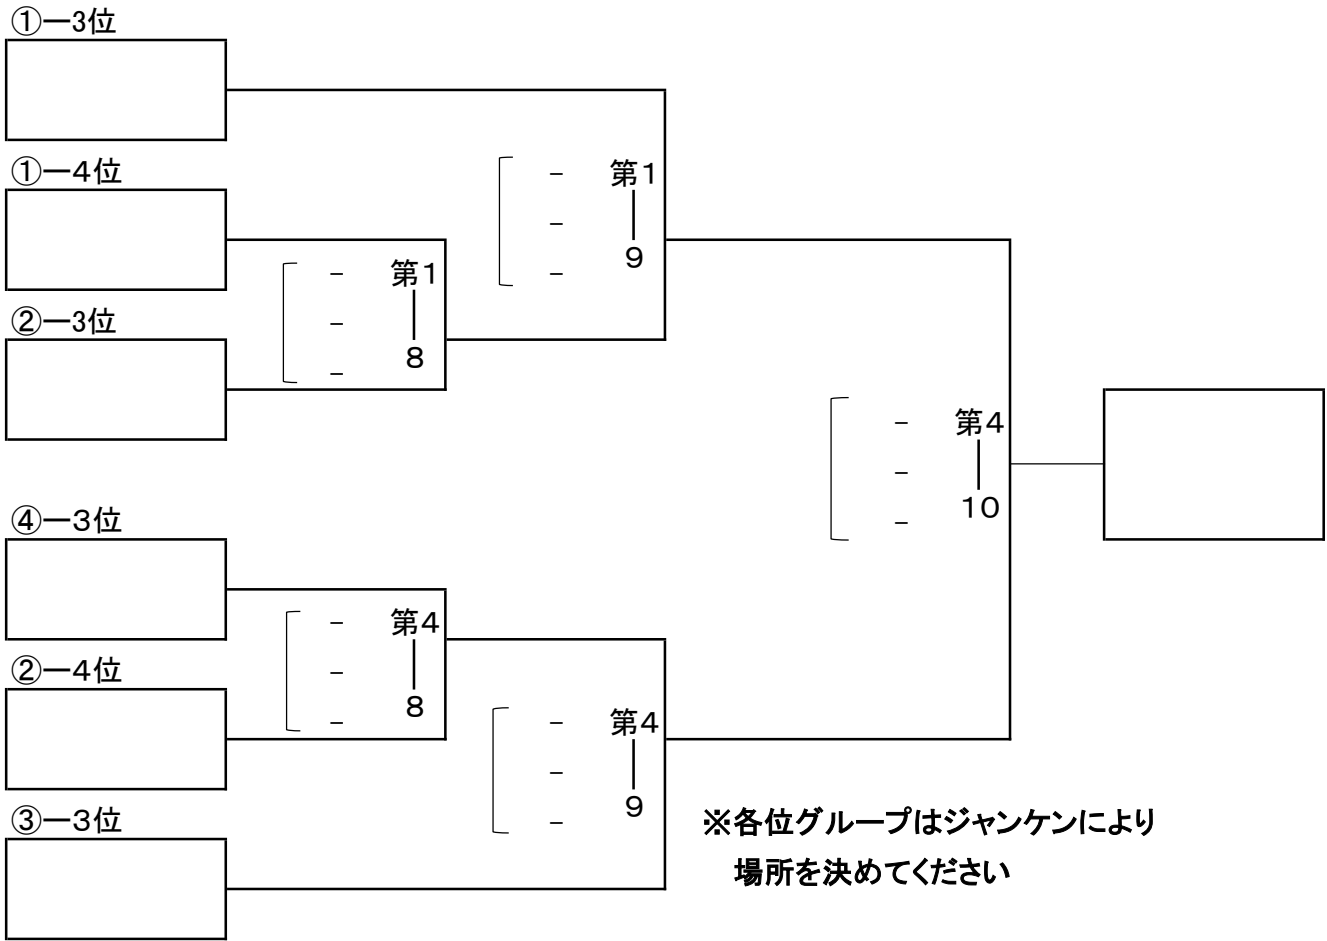 ①ー3位
①ー４位
第１
｜
９
－
－
－
第１
｜
８
－
－
－
②ー3位
第４
｜
１０
－
－
－
④ー３位
第４
｜
８
－
－
－
②ー４位
第４
｜
９
－
－
－
③ー３位
※各位グループはジャンケンにより
場所を決めてください